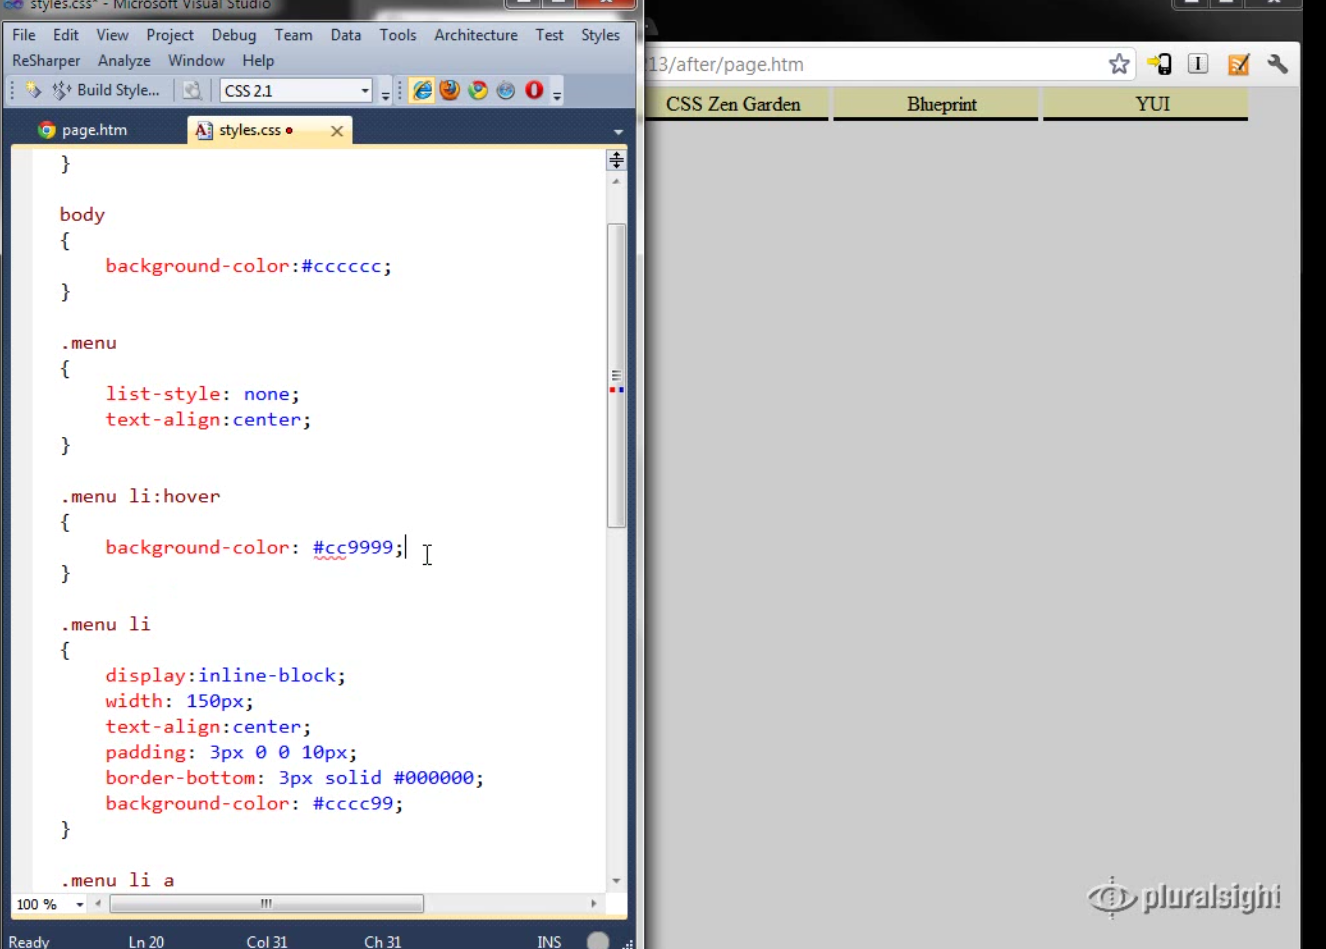 styles.css* - Microsoft Visual Studio
File Edit View Project Debug Team Data Tools Architecture Test Styles
ReSharper Analyze Window Help
Build Style... CSS 2.1
page.htm styles.css
}
body
{
background-color:#cccccc;
}
.menu
{
list-style: none;
text-align:center;
}
.menu li:hover
{
background-color: #cc9999;
}
.menu li
{
display:inline-block;
width: 150px;
text-align:center;
padding: 3px 0 0 10px;
border-bottom: 3px solid #000000;
background-color: #cccc99;
}
.menu li a
100 %
Ready Ln 20 Col 31 Ch 31 INS
13/after/page.htm
CSS Zen Garden Blueprint YUI
pluralsight